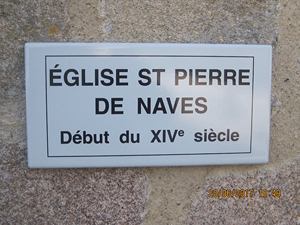 ÉGLISE ST PIERRE
DE NAVES
Début du XIVᵉ siècle